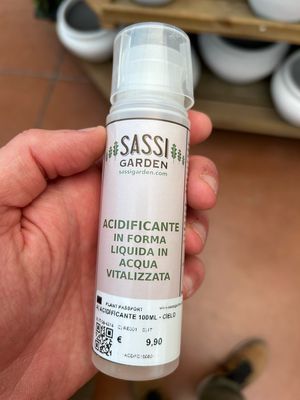 SASSI
GARDEN
sassigarden.com
ACIDIFICANTE
IN FORMA
LIQUIDA IN
ACQUA
VITALIZZATA
PLANT PASSPORT
ACIDIFICANTE 100ML - CIELO
€ 9,90